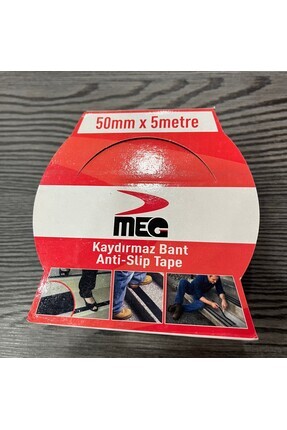 50mm x 5metre
MEG
Kaydırmaz Bant
Anti-Slip Tape